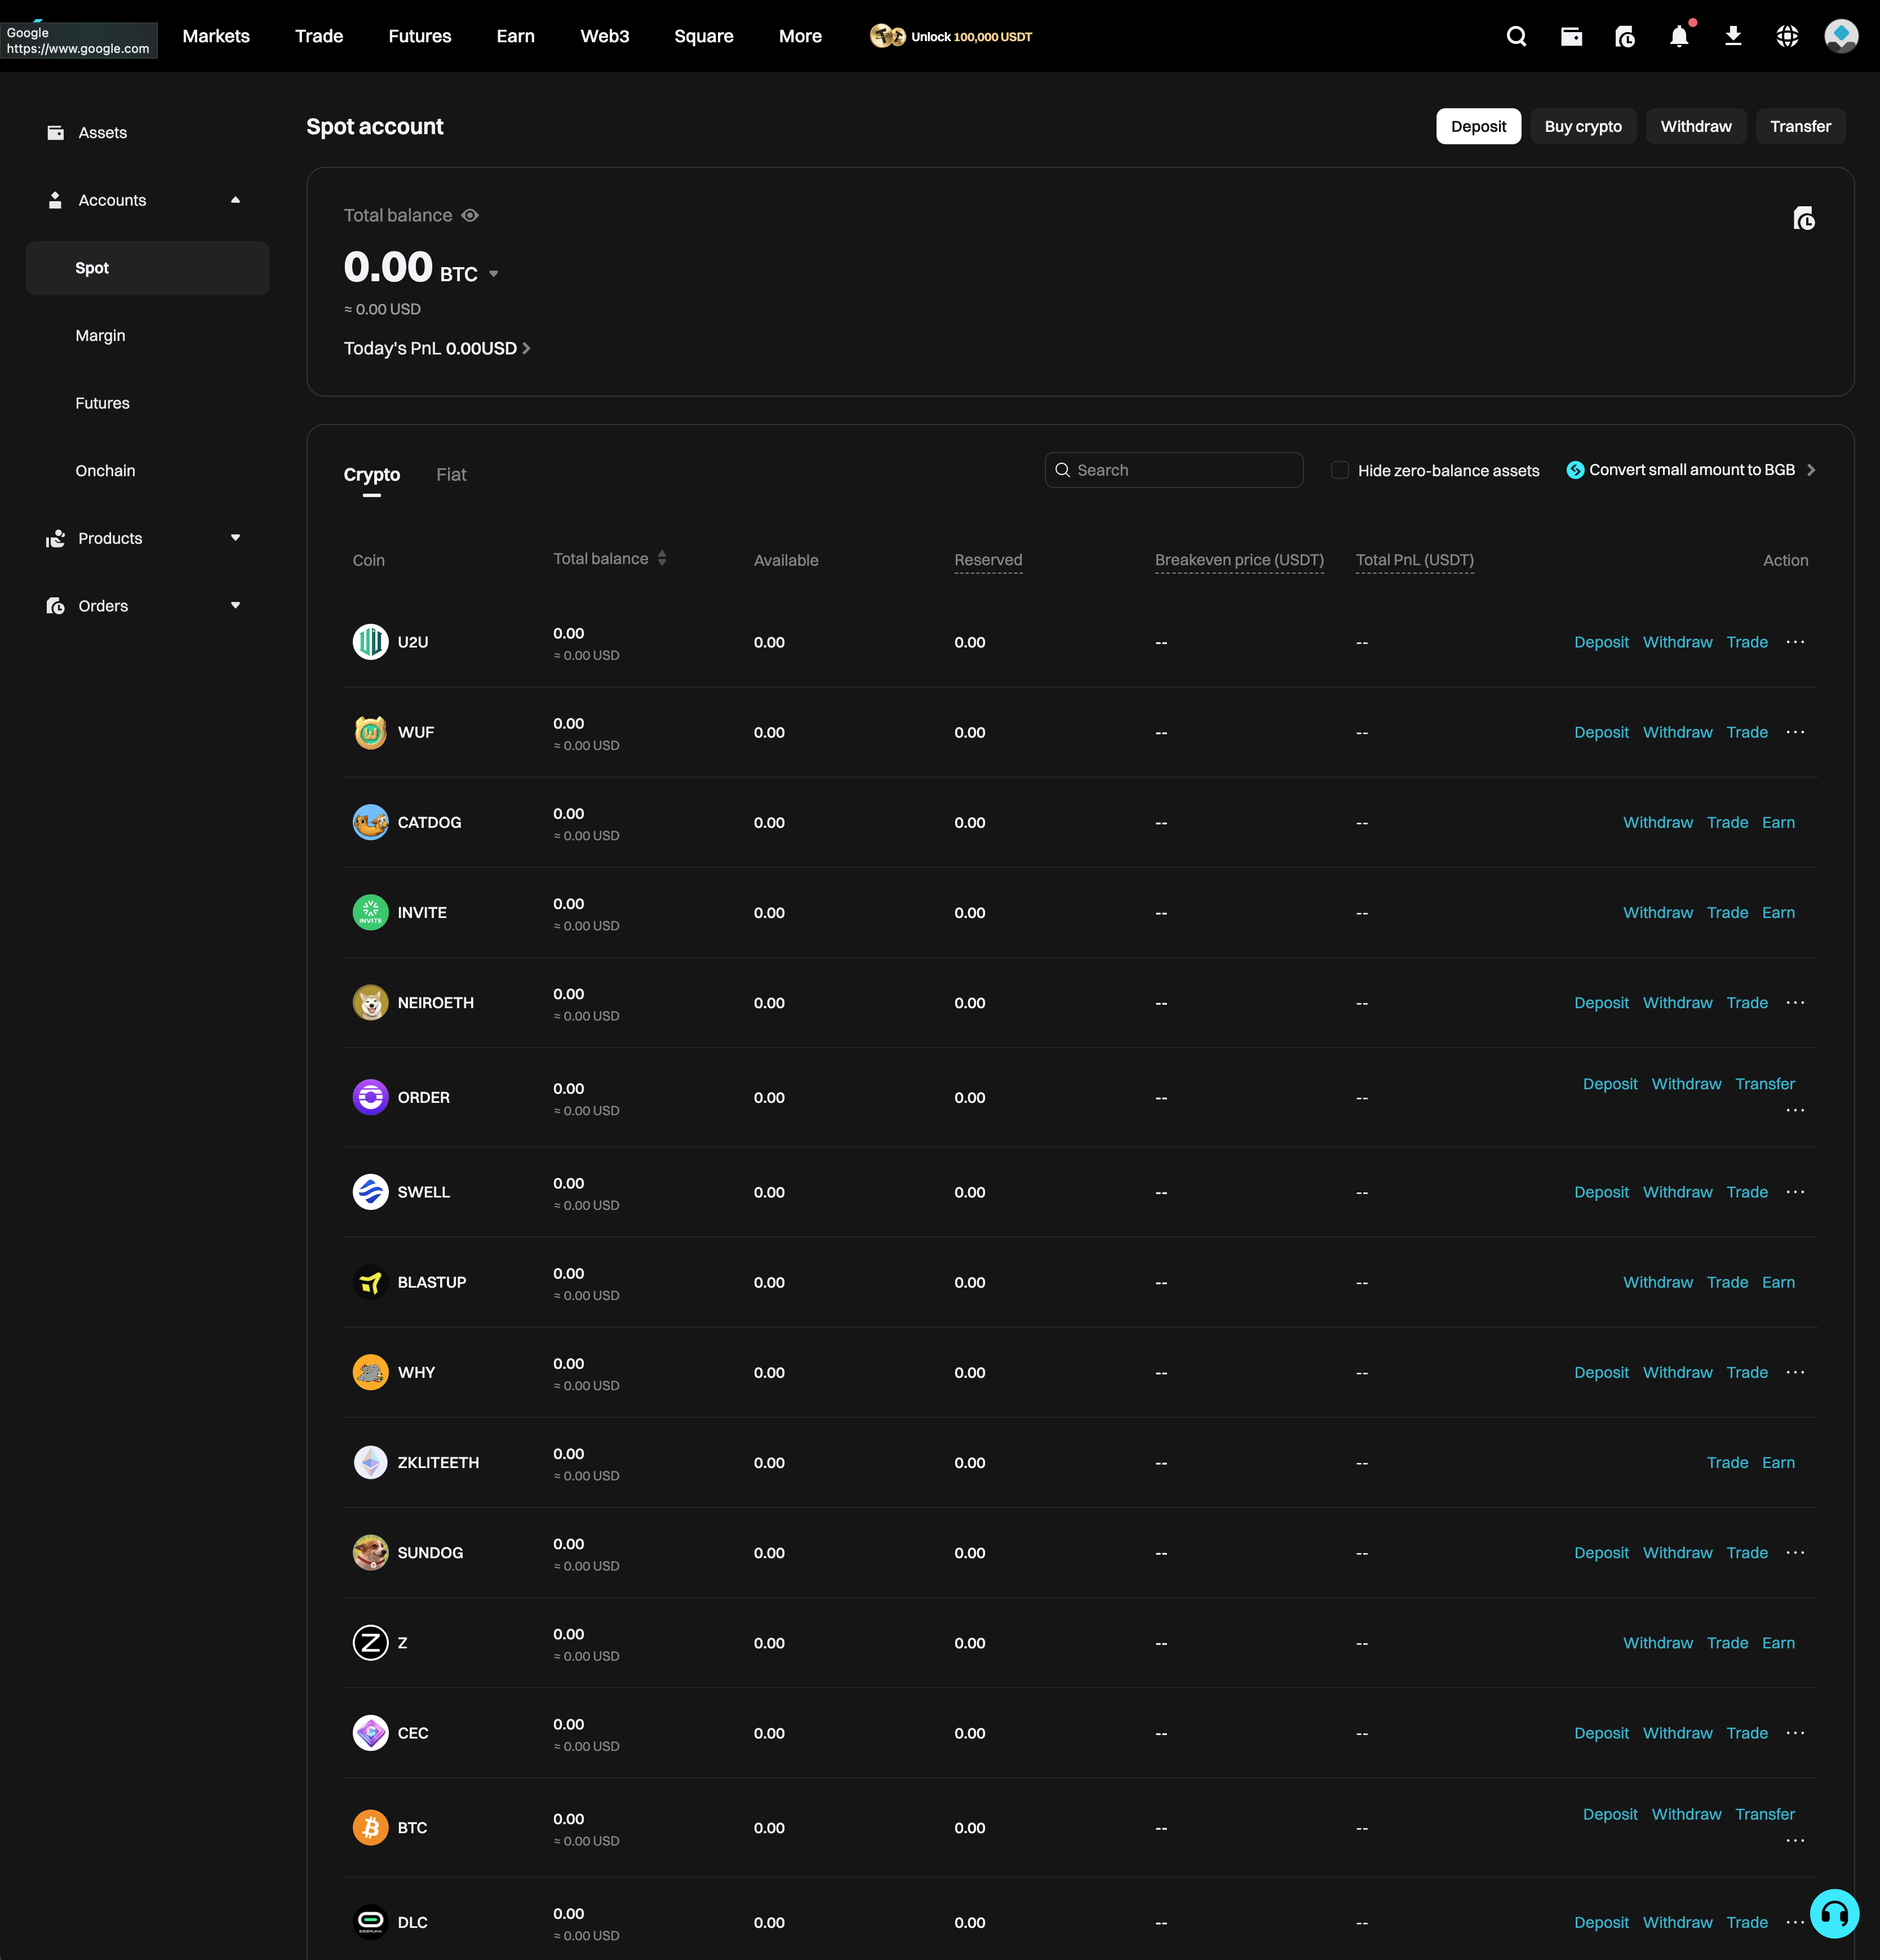 Google
https://www.google.com
Markets Trade Futures Earn Web3 Square More Unlock 100,000 USDT
Assets
Accounts
Spot
Margin
Futures
Onchain
Products
Orders
Spot account
Deposit Buy crypto Withdraw Transfer
Total balance
0.00 BTC
≈ 0.00 USD
Today's PnL 0.00USD
Crypto Fiat Search Hide zero-balance assets Convert small amount to BGB
Coin Total balance Available Reserved Breakeven price (USDT) Total PnL (USDT) Action
U2U 0.00 0.00 0.00 -- -- Deposit Withdraw Trade ···
≈ 0.00 USD
WUF 0.00 0.00 0.00 -- -- Deposit Withdraw Trade ···
≈ 0.00 USD
CATDOG 0.00 0.00 0.00 -- -- Withdraw Trade Earn
≈ 0.00 USD
INVITE INVITE 0.00 0.00 0.00 -- -- Withdraw Trade Earn
≈ 0.00 USD
NEIROETH 0.00 0.00 0.00 -- -- Deposit Withdraw Trade ···
≈ 0.00 USD
ORDER 0.00 0.00 0.00 -- -- Deposit Withdraw Transfer
≈ 0.00 USD ···
SWELL 0.00 0.00 0.00 -- -- Deposit Withdraw Trade ···
≈ 0.00 USD
BLASTUP 0.00 0.00 0.00 -- -- Withdraw Trade Earn
≈ 0.00 USD
WHY 0.00 0.00 0.00 -- -- Deposit Withdraw Trade ···
≈ 0.00 USD
ZKLITEETH 0.00 0.00 0.00 -- -- Trade Earn
≈ 0.00 USD
SUNDOG 0.00 0.00 0.00 -- -- Deposit Withdraw Trade ···
≈ 0.00 USD
Z Z 0.00 0.00 0.00 -- -- Withdraw Trade Earn
≈ 0.00 USD
CEC 0.00 0.00 0.00 -- -- Deposit Withdraw Trade ···
≈ 0.00 USD
BTC 0.00 0.00 0.00 -- -- Deposit Withdraw Transfer
≈ 0.00 USD ···
DLC 0.00 0.00 0.00 -- -- Deposit Withdraw Trade ···
≈ 0.00 USD